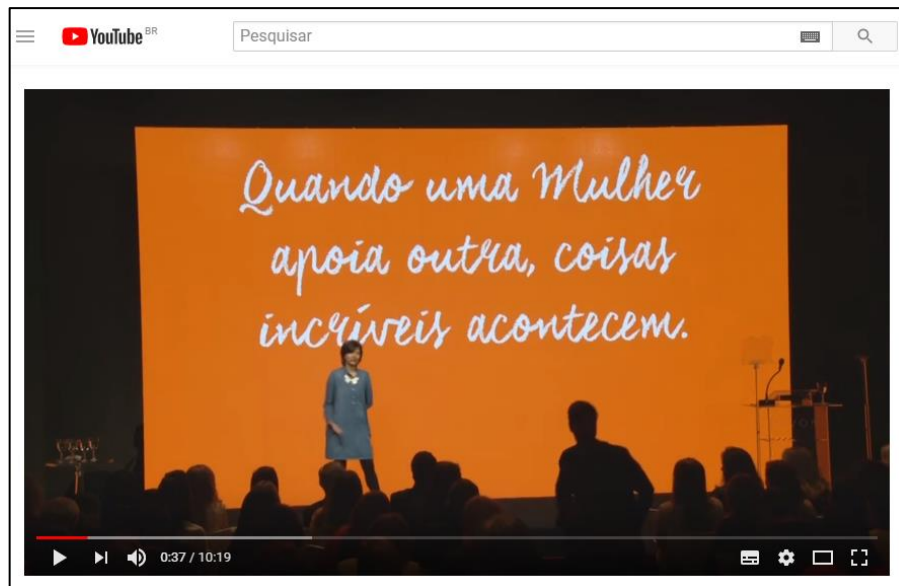 YouTube BR
Pesquisar
Quando uma Mulher
apoia outra, coisas
incríveis acontecem.
0:37 / 10:19